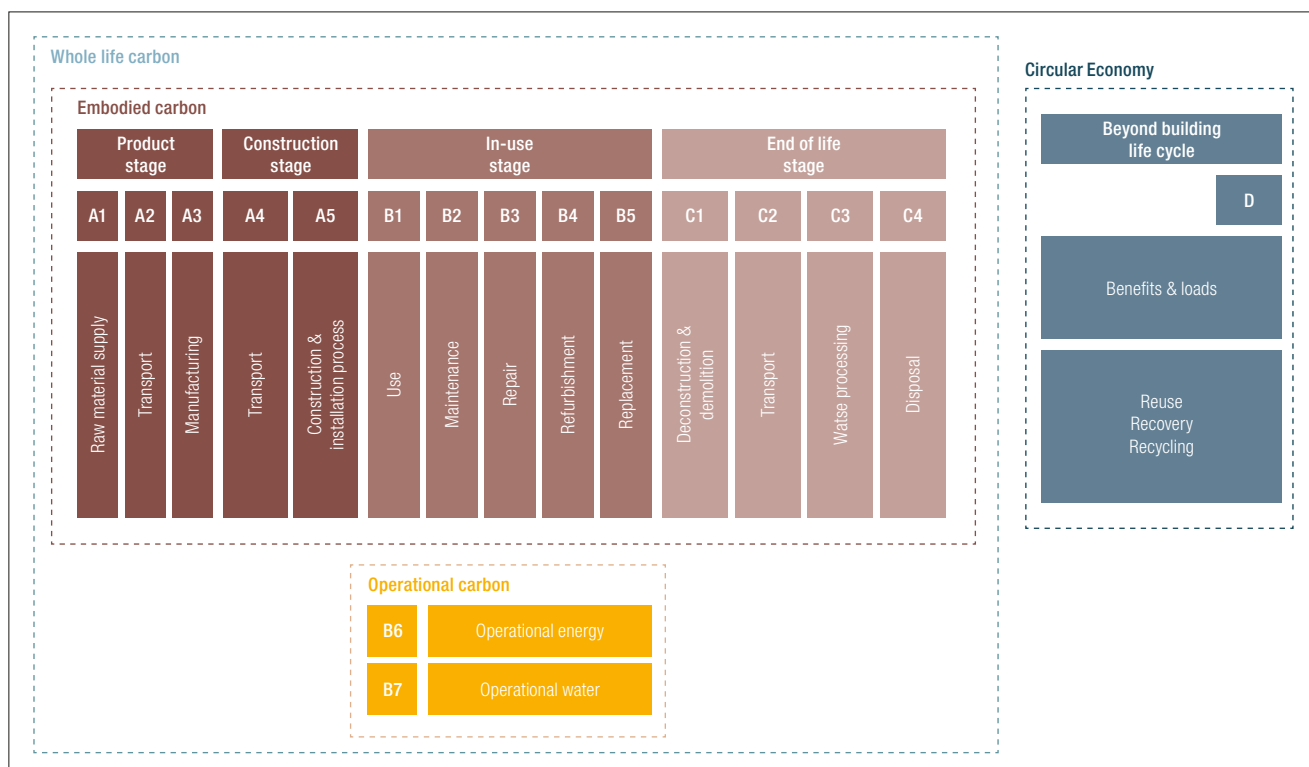 Whole life carbon
Embodied carbon
Product
stage
Construction
stage
In-use
stage
End of life
stage
A1
A2
A3
A4
A5
B1
B2
B3
B4
B5
C1
C2
C3
C4
Raw material supply
Transport
Manufacturing
Transport
Construction &
installation process
Use
Maintenance
Repair
Refurbishment
Replacement
Deconstruction &
demolition
Transport
Watse processing
Disposal
Operational carbon
B6
Operational energy
B7
Operational water
Circular Economy
Beyond building
life cycle
D
Benefits & loads
Reuse
Recovery
Recycling